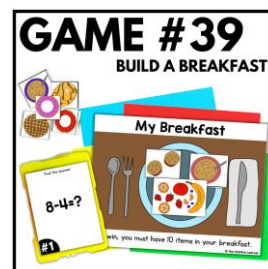 GAME #39
BUILD A BREAKFAST
My Breakfast
Find the answer.
8-4=?
#1
win, you must have 10 items in your breakfast.